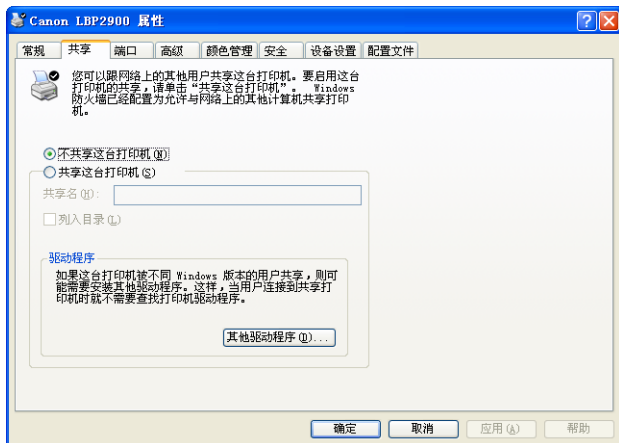 Canon LBP2900 属性
常规 共享 端口 高级 颜色管理 安全 设备设置 配置文件
您可以跟网络上的其他用户共享这台打印机。要启用这台
打印机的共享，请单击“共享这台打印机”。 Windows
防火墙已经配置为允许与网络上的其他计算机共享打印
机。
不共享这台打印机(N)
共享这台打印机(S)
共享名(H):
列入目录(L)
驱动程序
如果这台打印机被不同 Windows 版本的用户共享，则可
能需要安装其他驱动程序。这样，当用户连接到共享打
印机时就不需要查找打印机驱动程序。
其他驱动程序(D)...
确定 取消 应用(A) 帮助